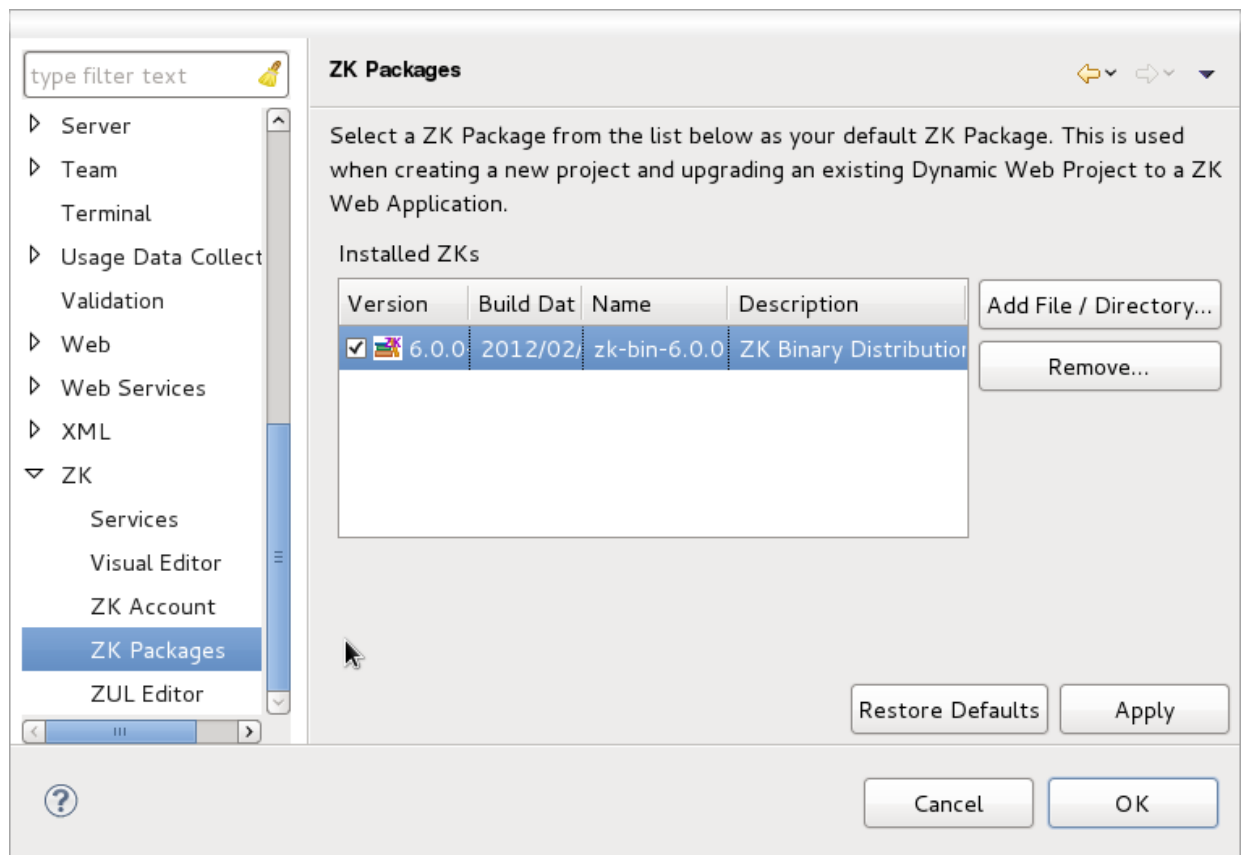 type filter text
Server
Team
Terminal
Usage Data Collect
Validation
Web
Web Services
XML
ZK
Services
Visual Editor
ZK Account
ZK Packages
ZUL Editor
ZK Packages
Select a ZK Package from the list below as your default ZK Package. This is used
when creating a new project and upgrading an existing Dynamic Web Project to a ZK
Web Application.
Installed ZKs
Version Build Dat Name Description
6.0.0 2012/02/ zk-bin-6.0.0 ZK Binary Distribution
Add File / Directory...
Remove...
Restore Defaults Apply
Cancel OK